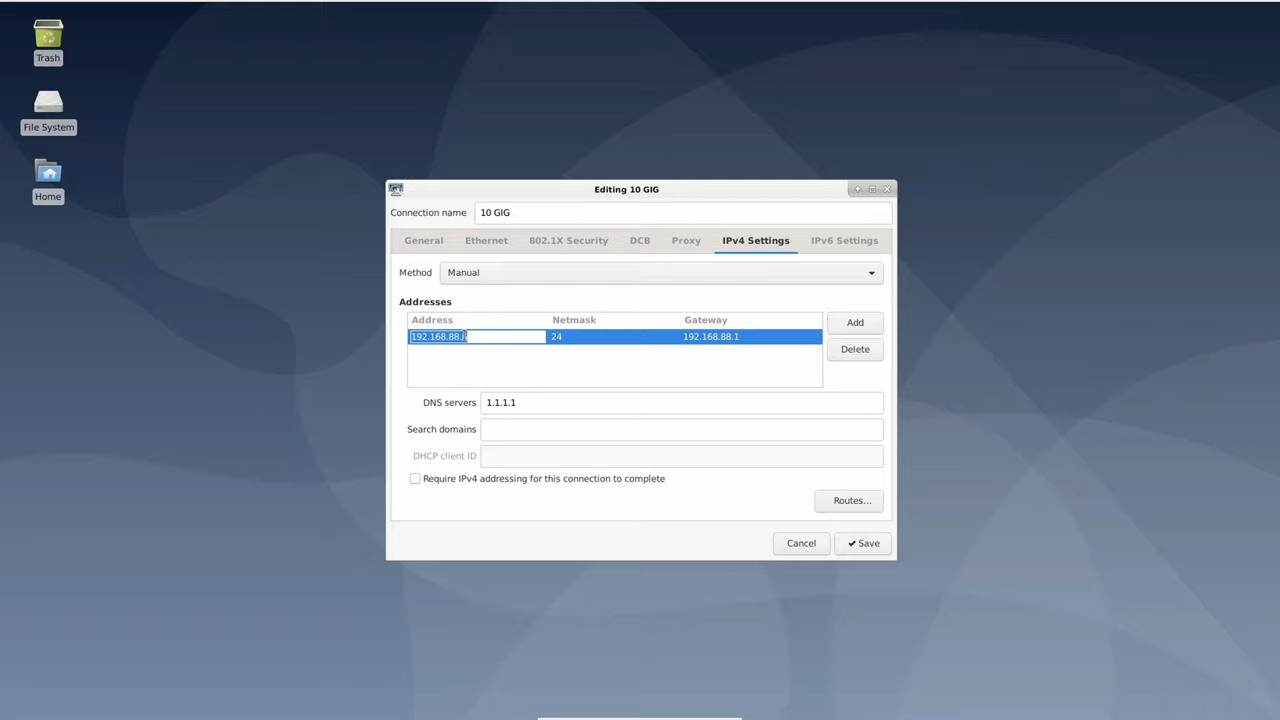 Trash
File System
Home
Editing 10 GIG
Connection name 10 GIG
General Ethernet 802.1X Security DCB Proxy IPv4 Settings IPv6 Settings
Method Manual
Addresses
Address Netmask Gateway
192.168.88. 24 192.168.88.1
Add
Delete
DNS servers 1.1.1.1
Search domains
DHCP client ID
Require IPv4 addressing for this connection to complete
Routes...
Cancel Save